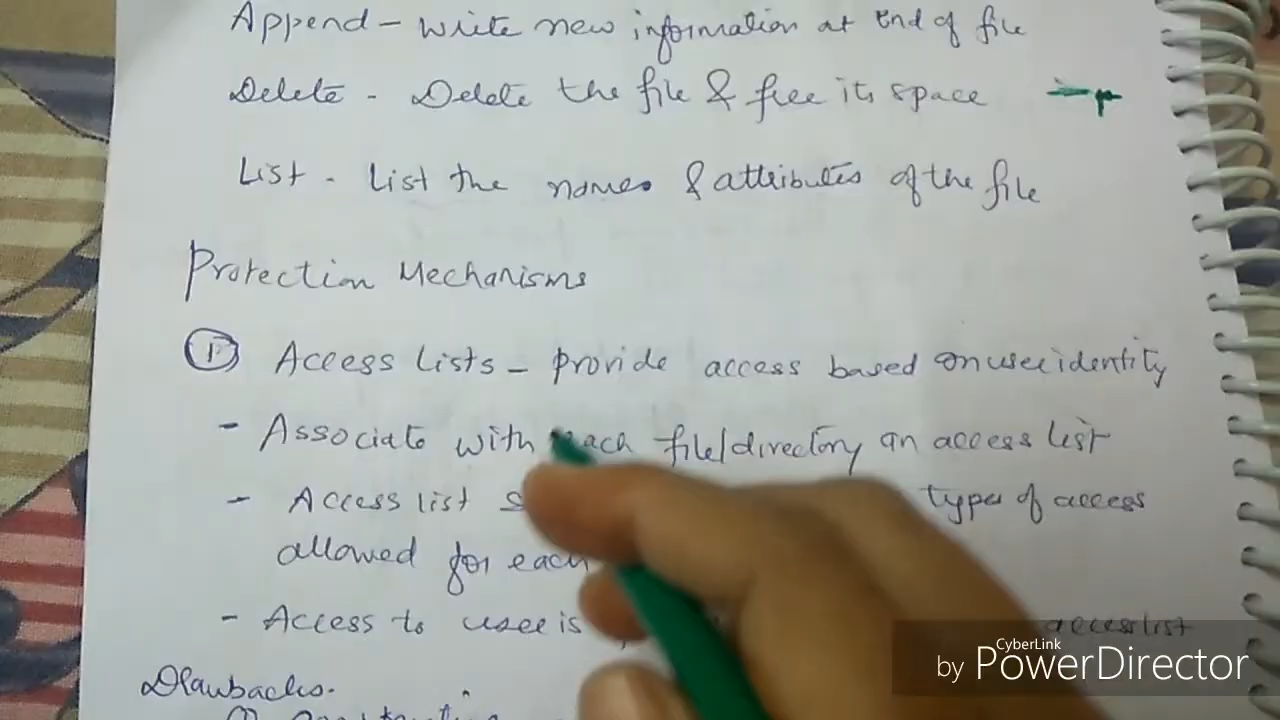 Append - Write new information at end of file
Delete - Delete the file & free its space
List - List the names & attributes of the file
Protection Mechanisms
① Access Lists - provide access based on user identity
- Associate with each file/directory an access list
- Access list types of access
allowed for each
- Access to user is access list
Drawbacks.
CyberLink
by PowerDirector